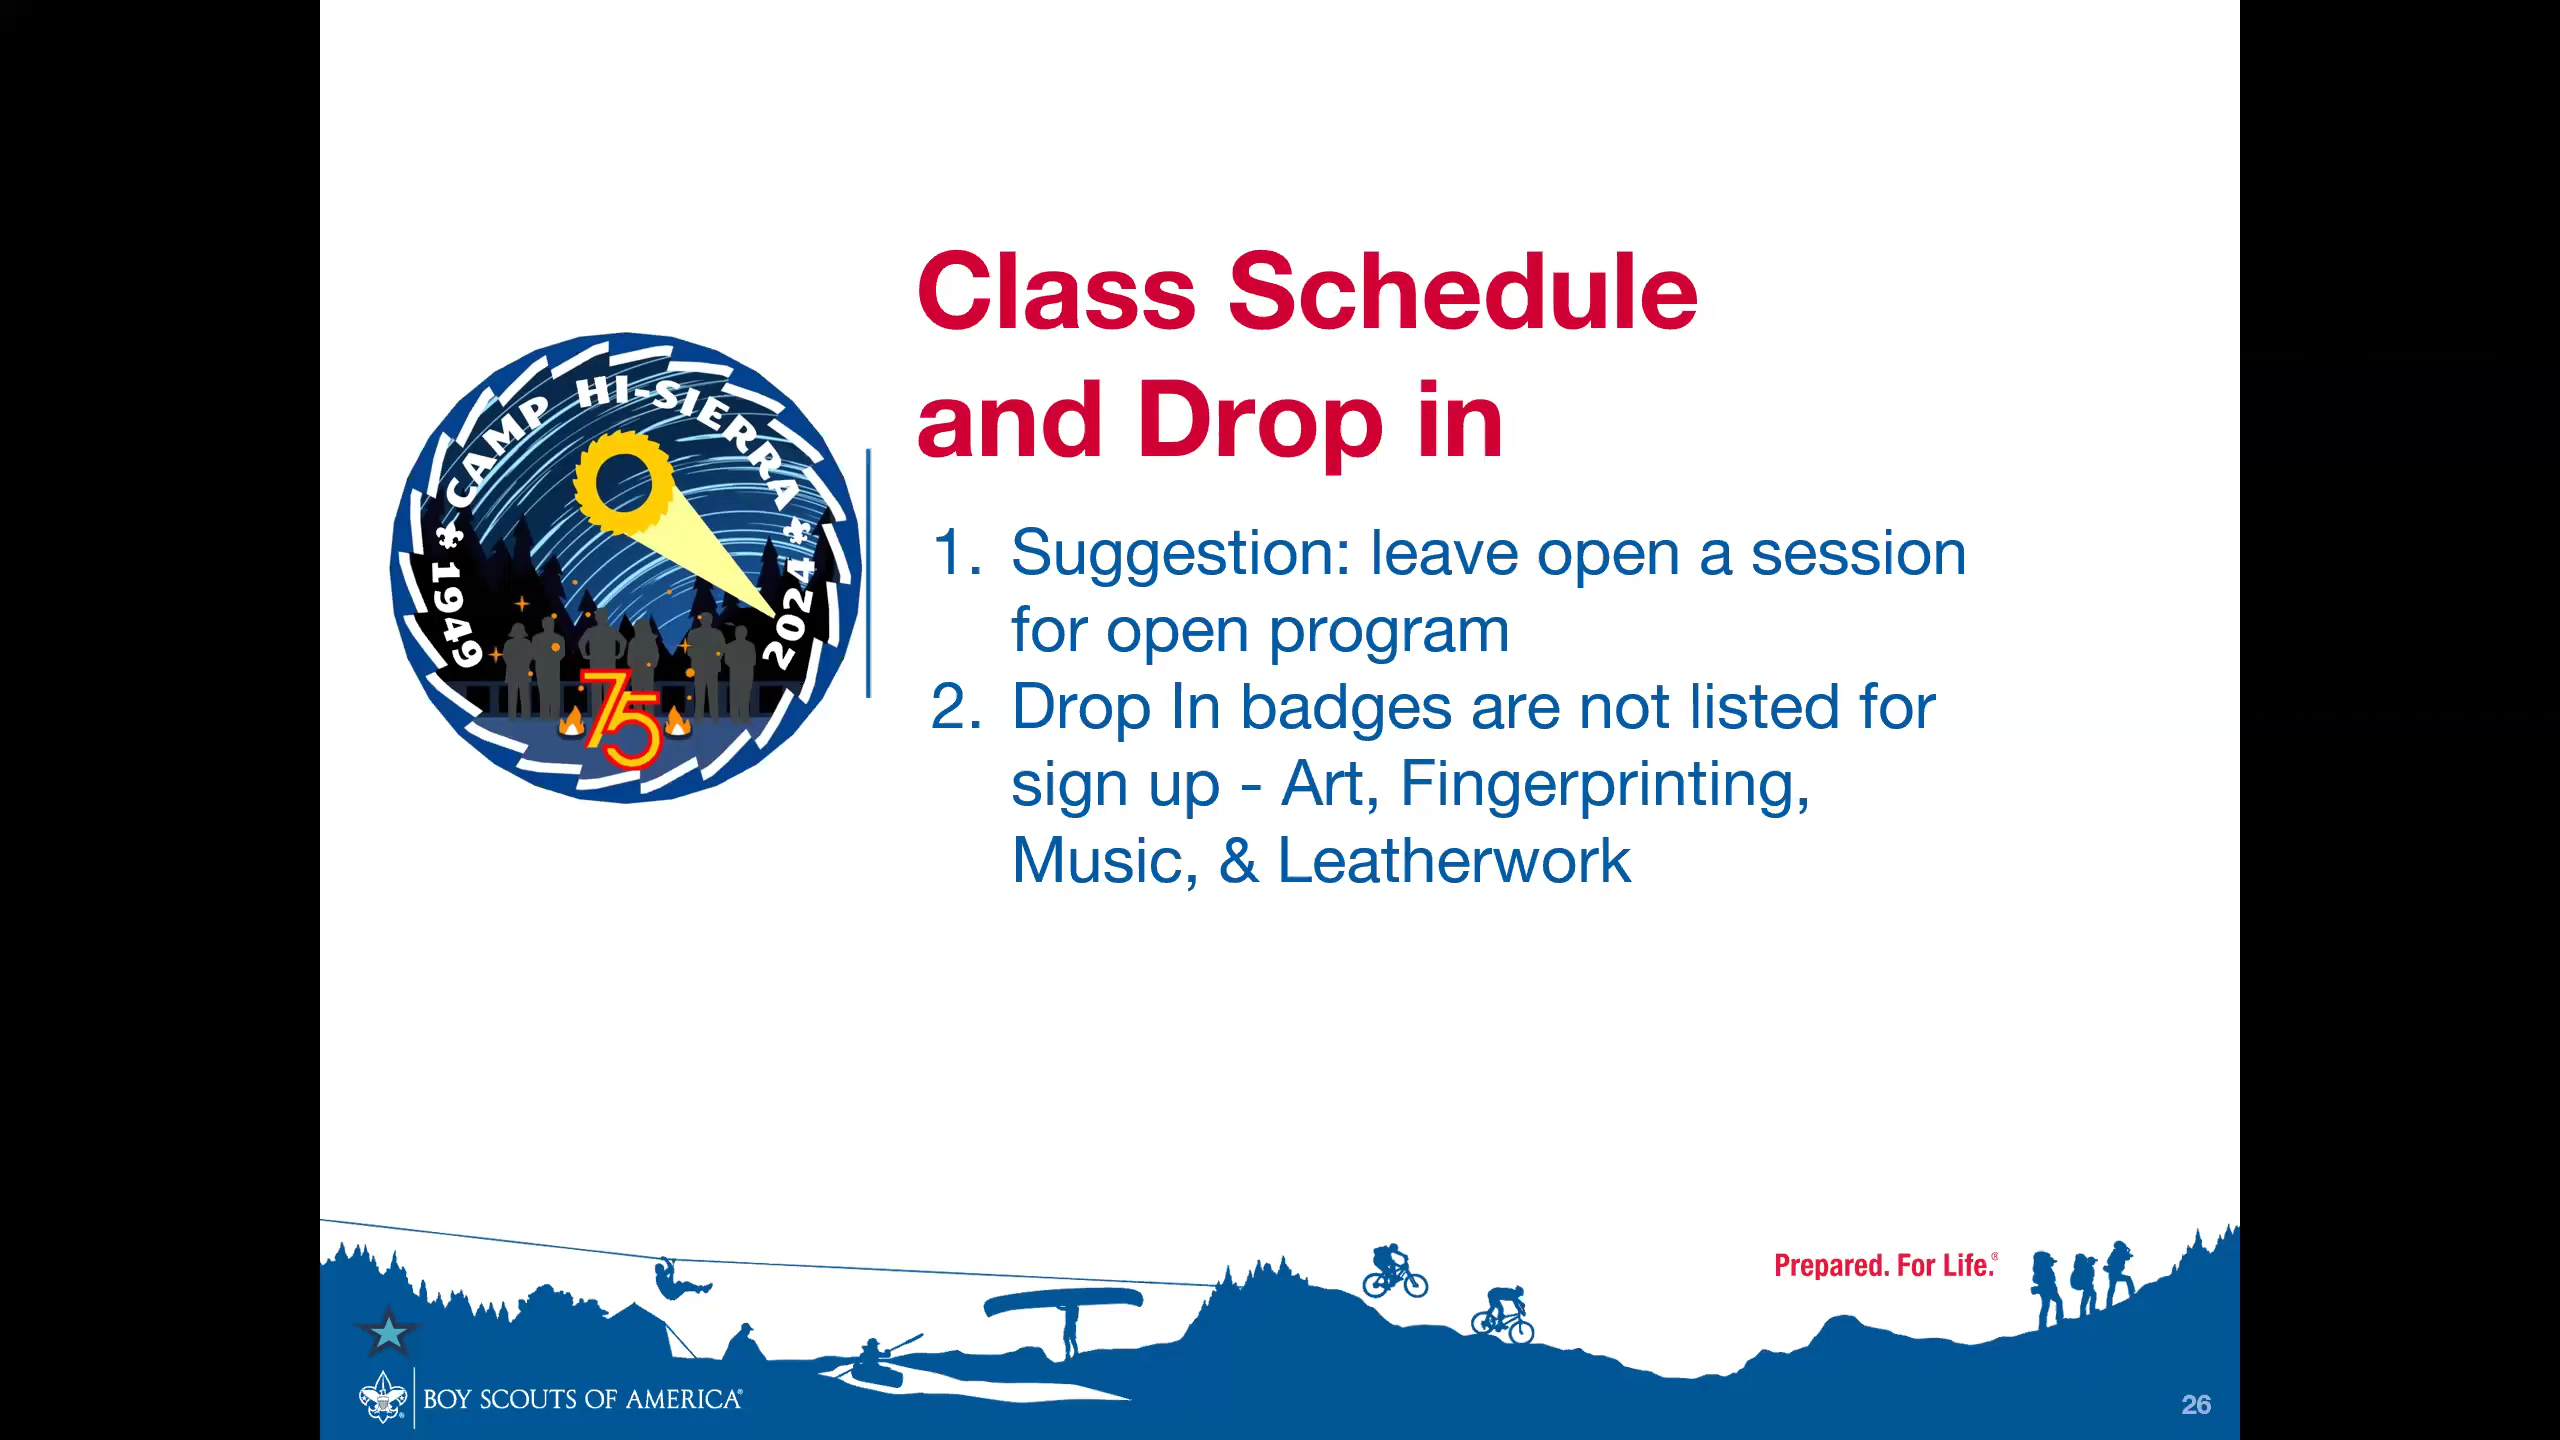 Class Schedule
and Drop in
CAMP HI-SIERRA
1949
2024
75
1. Suggestion: leave open a session
for open program
2. Drop In badges are not listed for
sign up - Art, Fingerprinting,
Music, & Leatherwork
Prepared. For Life.®
BOY SCOUTS OF AMERICA®
26